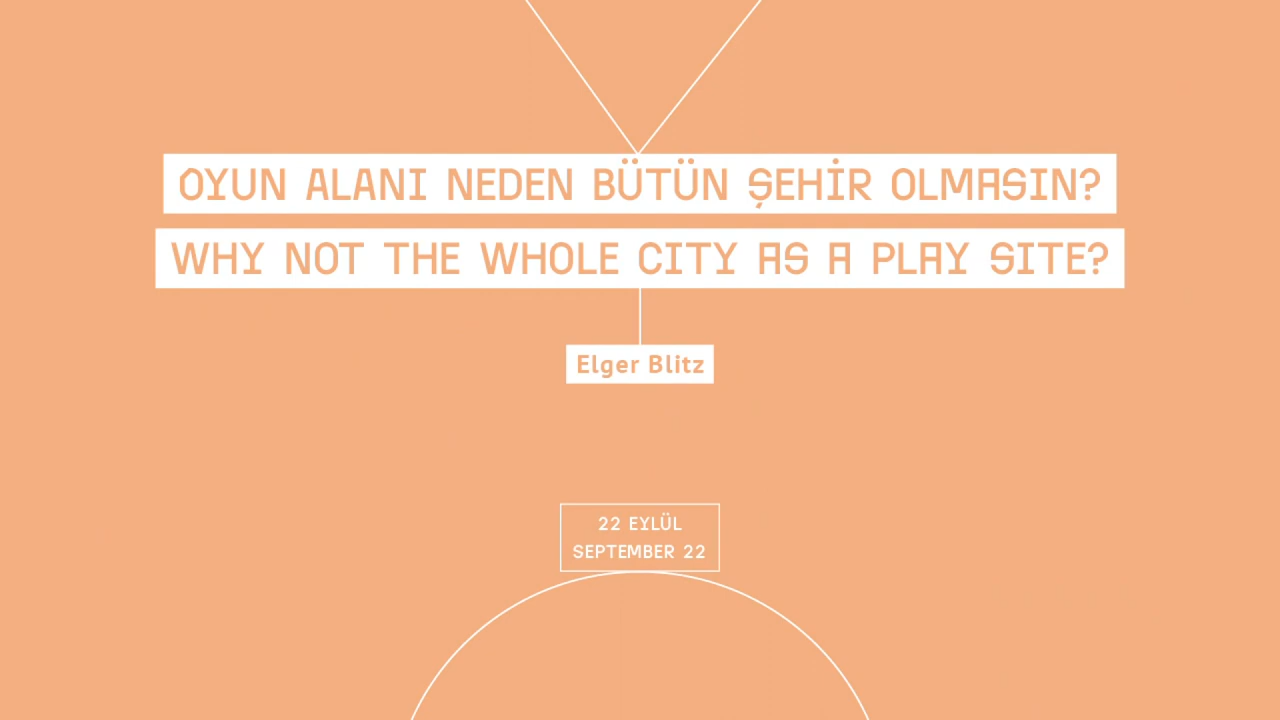 OYUN ALANI NEDEN BÜTÜN ŞEHİR OLMASIN?
WHY NOT THE WHOLE CITY AS A PLAY SITE?
Elger Blitz
22 EYLÜL
SEPTEMBER 22